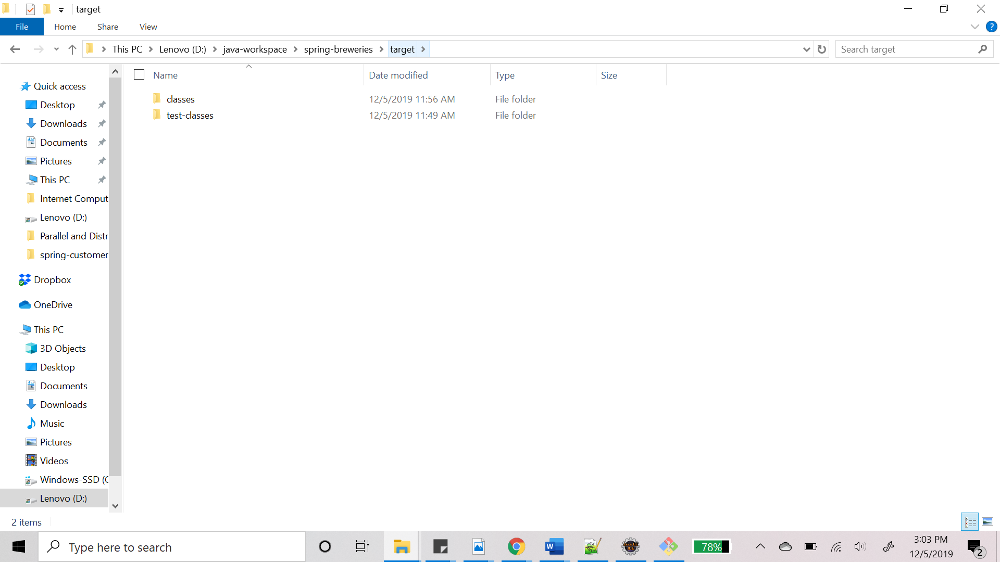 target
File Home Share View
This PC Lenovo (D:) java-workspace spring-breweries target
Search target
Name Date modified Type Size
classes 12/5/2019 11:56 AM File folder
test-classes 12/5/2019 11:49 AM File folder
Quick access
Desktop
Downloads
Documents
Pictures
This PC
Internet Comput
Lenovo (D:)
Parallel and Distr
spring-customer
Dropbox
OneDrive
This PC
3D Objects
Desktop
Documents
Downloads
Music
Pictures
Videos
Windows-SSD (C
Lenovo (D:)
2 items
Type here to search
W
Java EE
IDE
78%
3:03 PM
12/5/2019
2